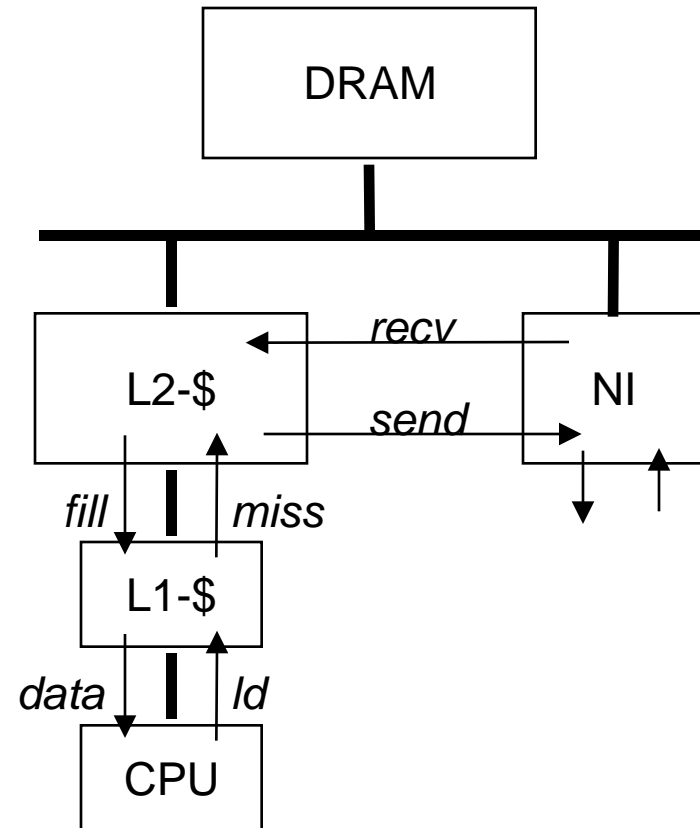 DRAM
recv
L2-$
NI
send
fill
miss
L1-$
data
ld
CPU